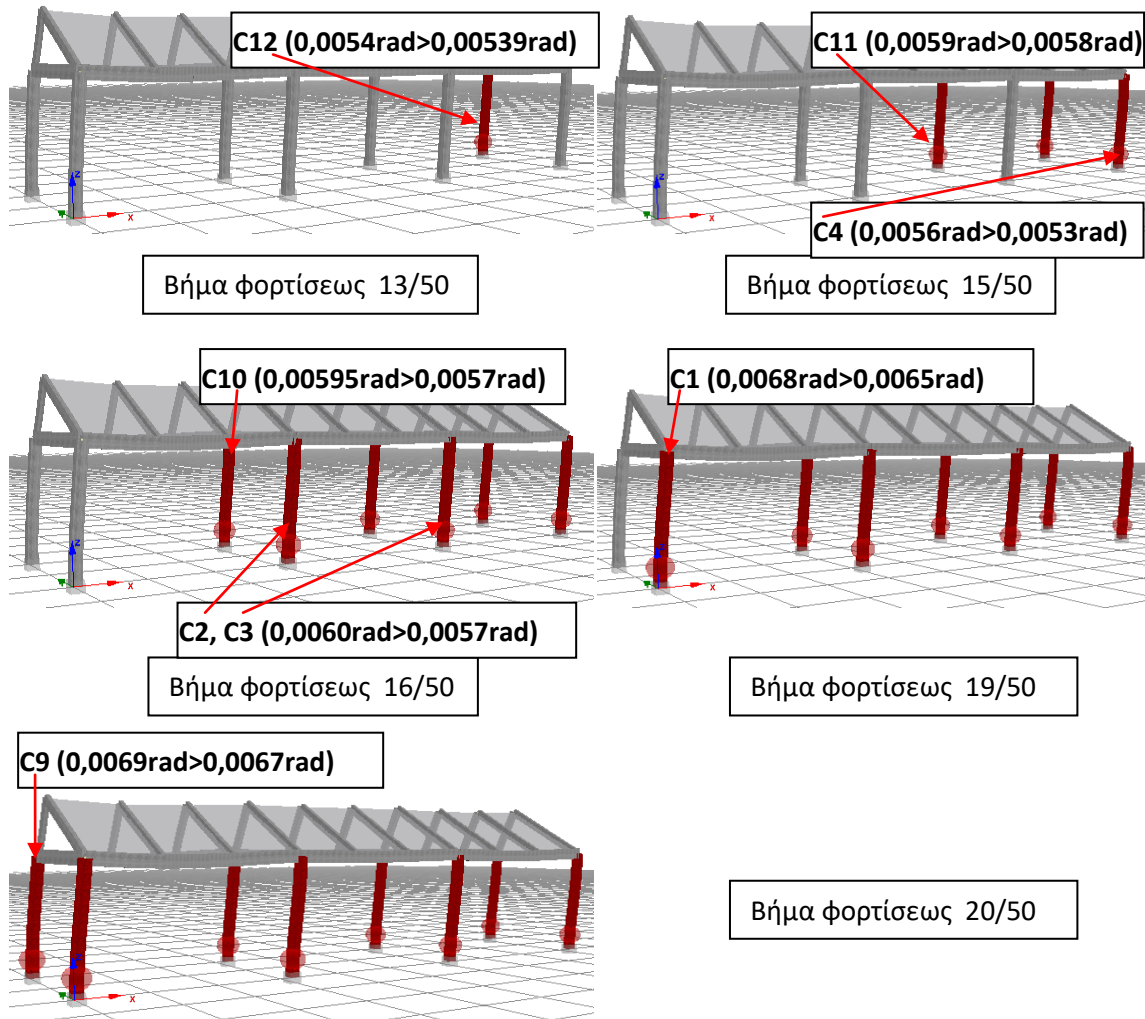 C12 (0,0054rad>0,00539rad)
C11 (0,0059rad>0,0058rad)
z
x
z
x
C4 (0,0056rad>0,0053rad)
Βήμα φορτίσεως 13/50
Βήμα φορτίσεως 15/50
C10 (0,00595rad>0,0057rad)
C1 (0,0068rad>0,0065rad)
z
x
z
x
C2, C3 (0,0060rad>0,0057rad)
Βήμα φορτίσεως 16/50
Βήμα φορτίσεως 19/50
C9 (0,0069rad>0,0067rad)
Βήμα φορτίσεως 20/50
z
x